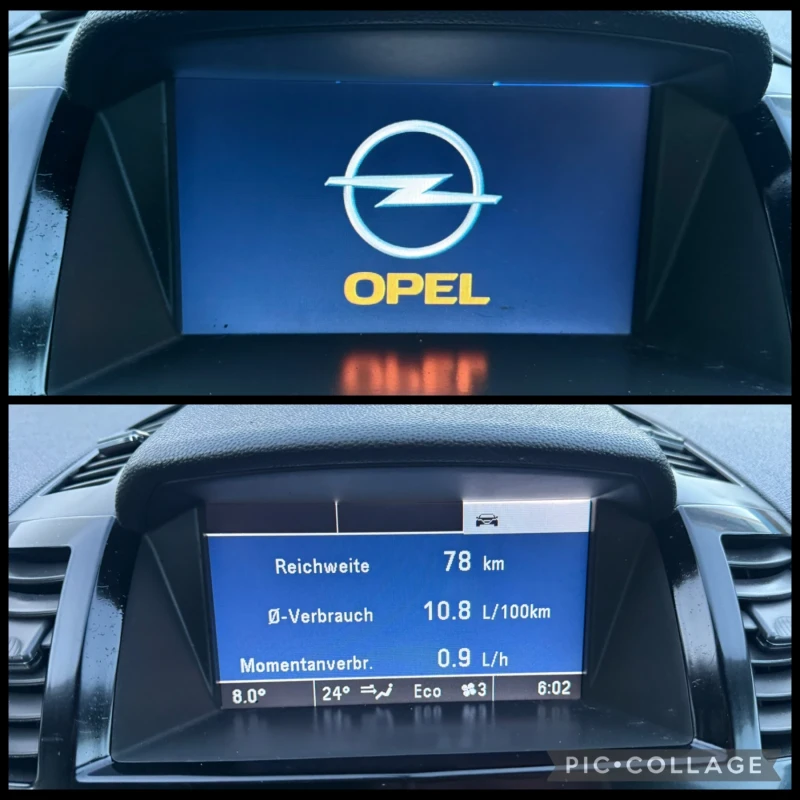 OPEL
Reichweite 78 km
Ø-Verbrauch 10.8 L/100km
Momentanverbr. 0.9 L/h
8.0° 24° Eco 3 6:02
PIC•COLLAGE